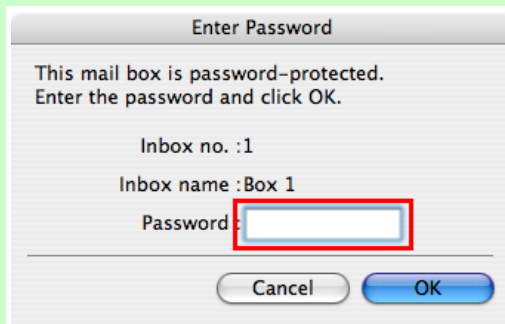 Enter Password
This mail box is password-protected.
Enter the password and click OK.
Inbox no. :1
Inbox name :Box 1
Password :
Cancel
OK